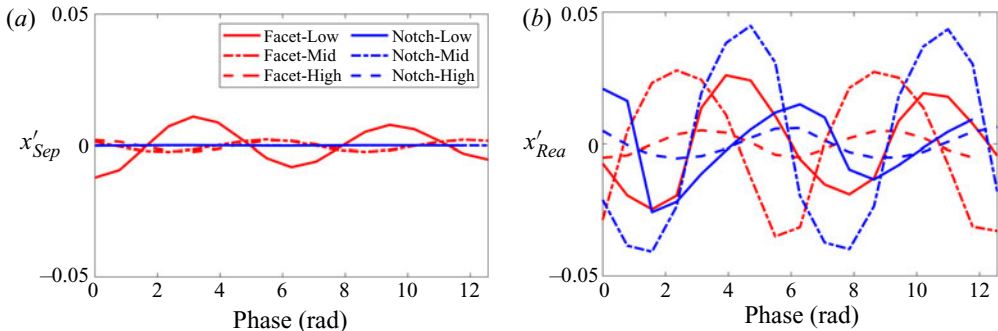 (a)
0.05
Facet-Low
Facet-Mid
Facet-High
Notch-Low
Notch-Mid
Notch-High
x′Sep
0
–0.05
0 2 4 6 8 10 12
Phase (rad)
(b)
0.05
x′Rea
0
–0.05
0 2 4 6 8 10 12
Phase (rad)